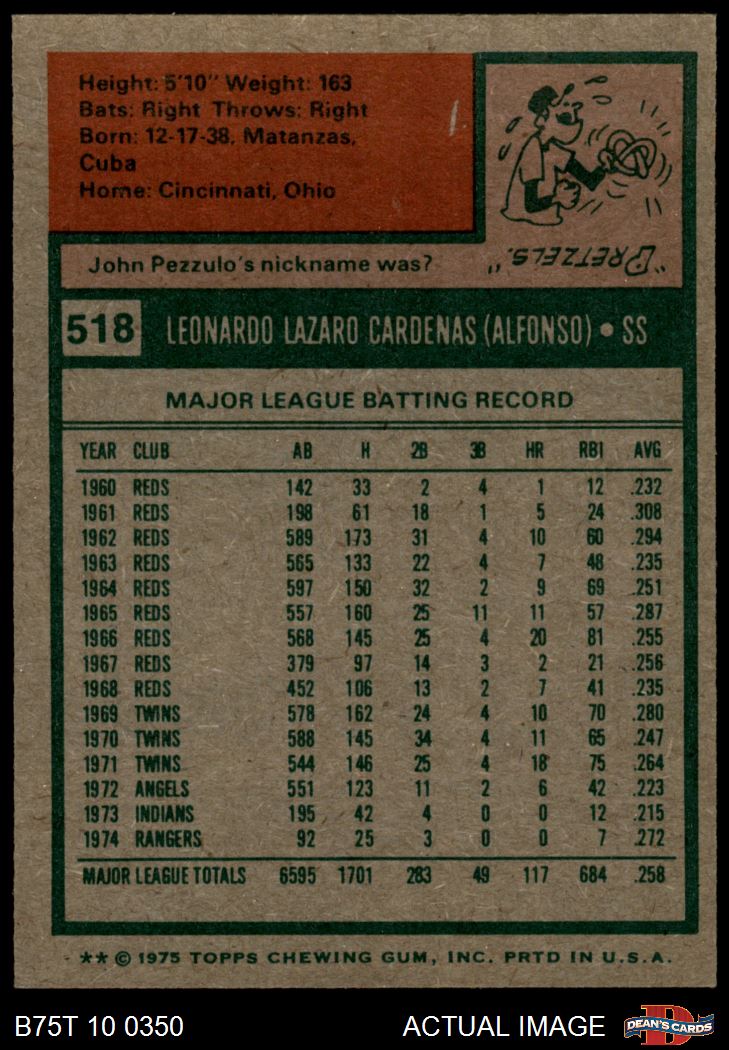 Height: 5'10" Weight: 163
Bats: Right Throws: Right
Born: 12-17-38, Matanzas,
Cuba
Home: Cincinnati, Ohio
"PRETZELS."
John Pezzulo's nickname was?
518 LEONARDO LAZARO CARDENAS (ALFONSO) • SS
MAJOR LEAGUE BATTING RECORD
YEAR CLUB AB H 2B 3B HR RBI AVG
1960 REDS 142 33 2 4 1 12 .232
1961 REDS 198 61 18 1 5 24 .308
1962 REDS 589 173 31 4 10 60 .294
1963 REDS 565 133 22 4 7 48 .235
1964 REDS 597 150 32 2 9 69 .251
1965 REDS 557 160 25 11 11 57 .287
1966 REDS 568 145 25 4 20 81 .255
1967 REDS 379 97 14 3 2 21 .256
1968 REDS 452 106 13 2 7 41 .235
1969 TWINS 578 162 24 4 10 70 .280
1970 TWINS 588 145 34 4 11 65 .247
1971 TWINS 544 146 25 4 18 75 .264
1972 ANGELS 551 123 11 2 6 42 .223
1973 INDIANS 195 42 4 0 0 12 .215
1974 RANGERS 92 25 3 0 0 7 .272
MAJOR LEAGUE TOTALS 6595 1701 283 49 117 684 .258
** © 1975 TOPPS CHEWING GUM, INC. PRTD IN U.S.A.
B75T 10 0350 ACTUAL IMAGE DEAN'S CARDS